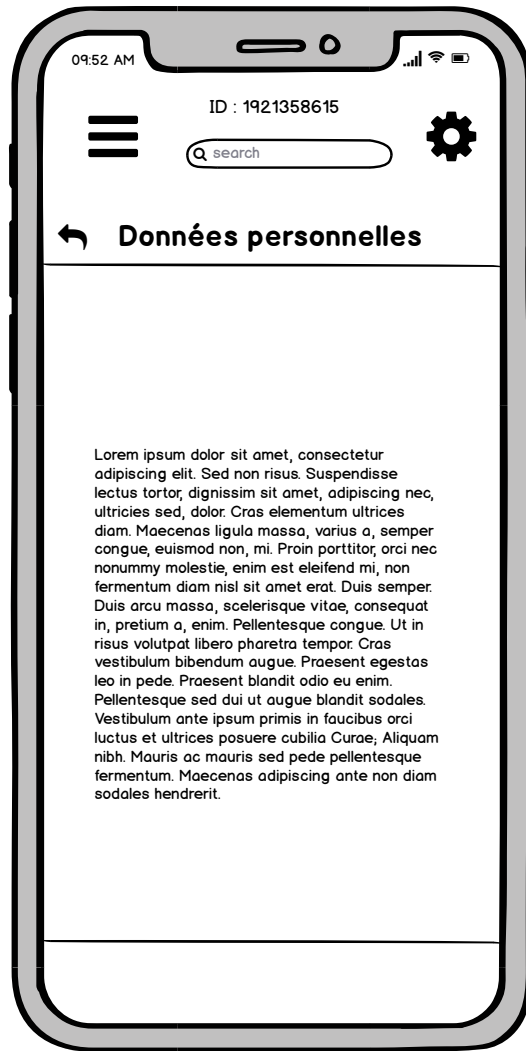 09:52 AM
ID : 1921358615
search
Données personnelles
Lorem ipsum dolor sit amet, consectetur
adipiscing elit. Sed non risus. Suspendisse
lectus tortor, dignissim sit amet, adipiscing nec,
ultricies sed, dolor. Cras elementum ultrices
diam. Maecenas ligula massa, varius a, semper
congue, euismod non, mi. Proin porttitor, orci nec
nonummy molestie, enim est eleifend mi, non
fermentum diam nisl sit amet erat. Duis semper.
Duis arcu massa, scelerisque vitae, consequat
in, pretium a, enim. Pellentesque congue. Ut in
risus volutpat libero pharetra tempor. Cras
vestibulum bibendum augue. Praesent egestas
leo in pede. Praesent blandit odio eu enim.
Pellentesque sed dui ut augue blandit sodales.
Vestibulum ante ipsum primis in faucibus orci
luctus et ultrices posuere cubilia Curae; Aliquam
nibh. Mauris ac mauris sed pede pellentesque
fermentum. Maecenas adipiscing ante non diam
sodales hendrerit.